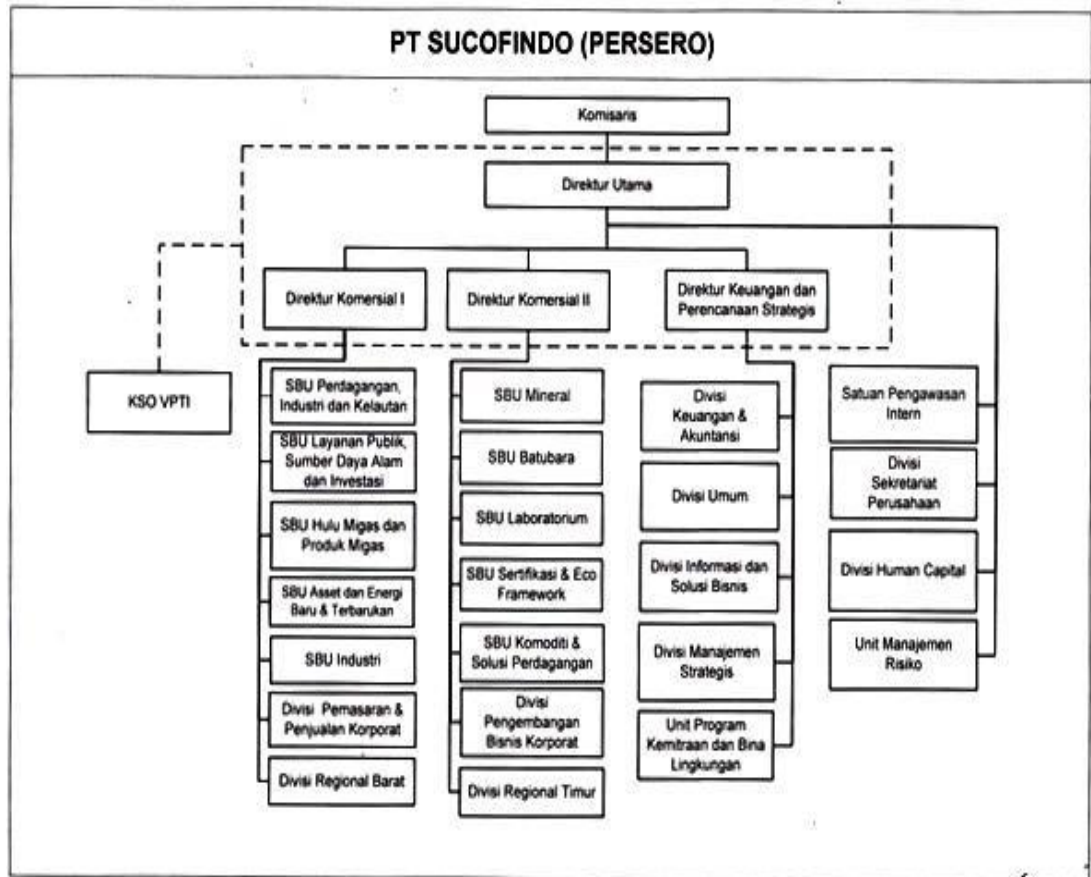 PT SUCOFINDO (PERSERO)
Komisaris
Direktur Utama
Direktur Komersial I
Direktur Komersial II
Direktur Keuangan dan
Perencanaan Strategis
KSO VPTI
SBU Perdagangan,
Industri dan Kelautan
SBU Layanan Publik,
Sumber Daya Alam
dan Investasi
SBU Hulu Migas dan
Produk Migas
SBU Asset dan Energi
Baru & Terbarukan
SBU Industri
Divisi Pemasaran &
Penjualan Korporat
Divisi Regional Barat
SBU Mineral
SBU Batubara
SBU Laboratorium
SBU Sertifikasi & Eco
Framework
SBU Komoditi &
Solusi Perdagangan
Divisi
Pengembangan
Bisnis Korporat
Divisi Regional Timur
Divisi
Keuangan &
Akuntansi
Divisi Umum
Divisi Informasi dan
Solusi Bisnis
Divisi Manajemen
Strategis
Unit Program
Kemitraan dan Bina
Lingkungan
Satuan Pengawasan
Intern
Divisi
Sekretariat
Perusahaan
Divisi Human Capital
Unit Manajemen
Risiko